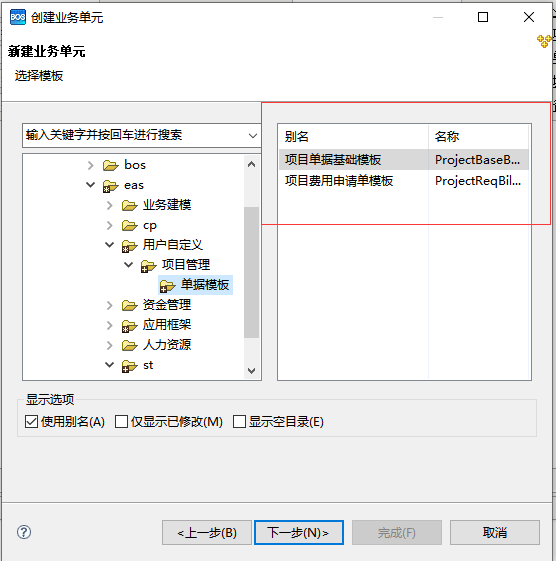 BOS 创建业务单元
新建业务单元
选择模板
输入关键字并按回车进行搜索
bos
eas
业务建模
cp
用户自定义
项目管理
单据模板
资金管理
应用框架
人力资源
st
别名 名称
项目单据基础模板 ProjectBaseB...
项目费用申请单模板 ProjectReqBil...
显示选项
使用别名(A) 仅显示已修改(M) 显示空目录(E)
? <上一步(B) 下一步(N)> 完成(F) 取消